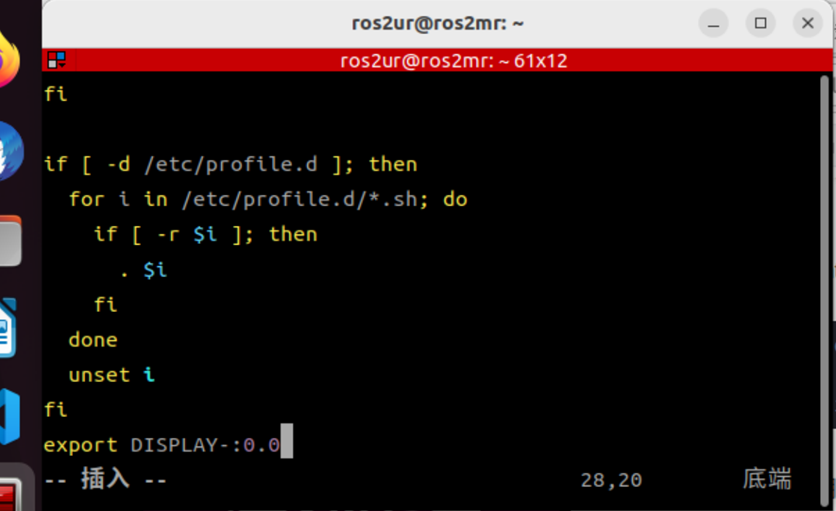 ros2ur@ros2mr: ~
ros2ur@ros2mr: ~ 61x12
fi
if [ -d /etc/profile.d ]; then
  for i in /etc/profile.d/*.sh; do
    if [ -r $i ]; then
      . $i
    fi
  done
  unset i
fi
export DISPLAY-:0.0
-- 插入 -- 28,20 底端